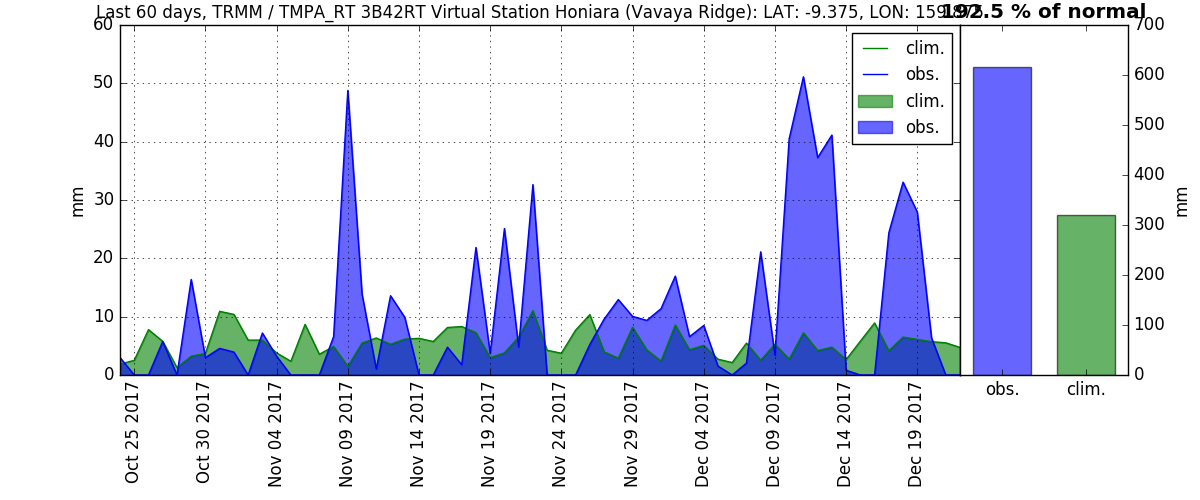 Last 60 days, TRMM / TMPA_RT 3B42RT Virtual Station Honiara (Vavaya Ridge): LAT: -9.375, LON:
192.5 % of normal
60
50
40
30
20
10
0
mm
clim.
obs.
clim.
obs.
700
600
500
400
300
200
100
0
mm
obs.
clim.
Oct 25 2017
Oct 30 2017
Nov 04 2017
Nov 09 2017
Nov 14 2017
Nov 19 2017
Nov 24 2017
Nov 29 2017
Dec 04 2017
Dec 09 2017
Dec 14 2017
Dec 19 2017